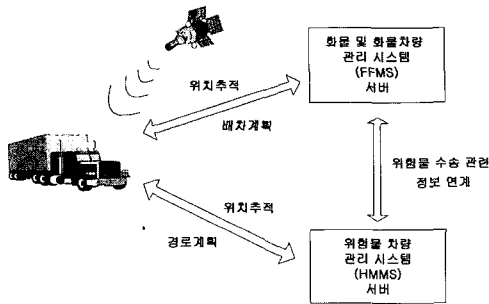 화물 및 화물차량
관리 시스템
(FFMS)
서버
위치추적
배차계획
위험물 수송 관련
정보 연계
위치추적
경로계획
위험물 차량
관리 시스템
(HMMS)
서버